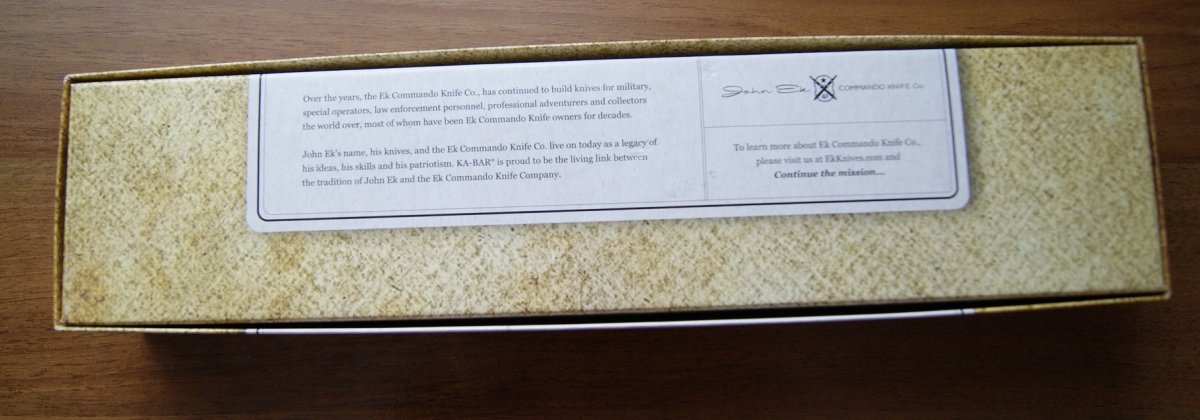 Over the years, the Ek Commando Knife Co., has continued to build knives for military,
special operators, law enforcement personnel, professional adventurers and collectors
the world over, most of whom have been Ek Commando Knife owners for decades.
John Ek's name, his knives, and the Ek Commando Knife Co. live on today as a legacy of
his ideas, his skills and his patriotism. KA-BAR® is proud to be the living link between
the tradition of John Ek and the Ek Commando Knife Company.
John Ek COMMANDO KNIFE Co.
To learn more about Ek Commando Knife Co.,
please visit us at EkKnives.com and
Continue the mission...